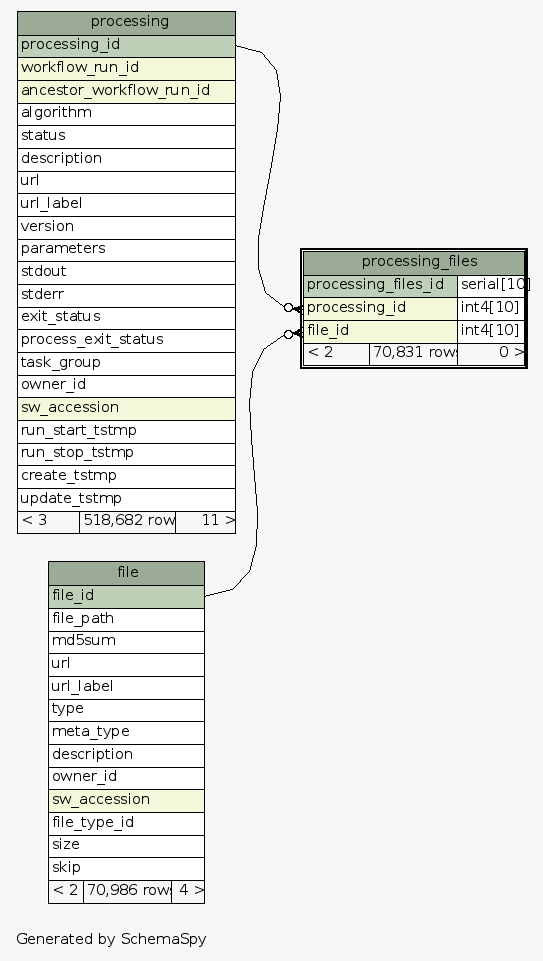 processing
processing_id
workflow_run_id
ancestor_workflow_run_id
algorithm
status
description
url
url_label
version
parameters
stdout
stderr
exit_status
process_exit_status
task_group
owner_id
sw_accession
run_start_tstmp
run_stop_tstmp
create_tstmp
update_tstmp
< 3 518,682 row 11 >
processing_files
processing_files_id serial[10]
processing_id int4[10]
file_id int4[10]
< 2 70,831 rows 0 >
file
file_id
file_path
md5sum
url
url_label
type
meta_type
description
owner_id
sw_accession
file_type_id
size
skip
< 2 70,986 rows 4 >
Generated by SchemaSpy